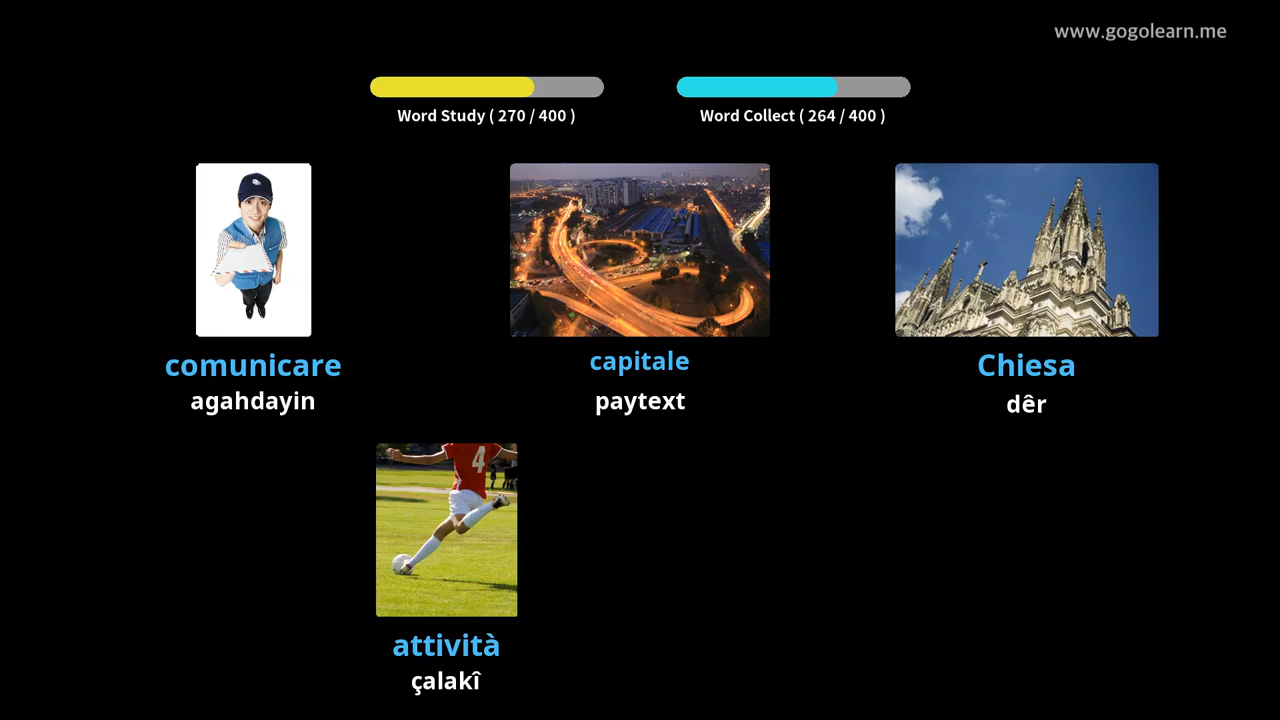 www.gogolearn.me
Word Study ( 270 / 400 )
Word Collect ( 264 / 400 )
comunicare
agahdayin
capitale
paytext
Chiesa
dêr
4
attività
çalakî